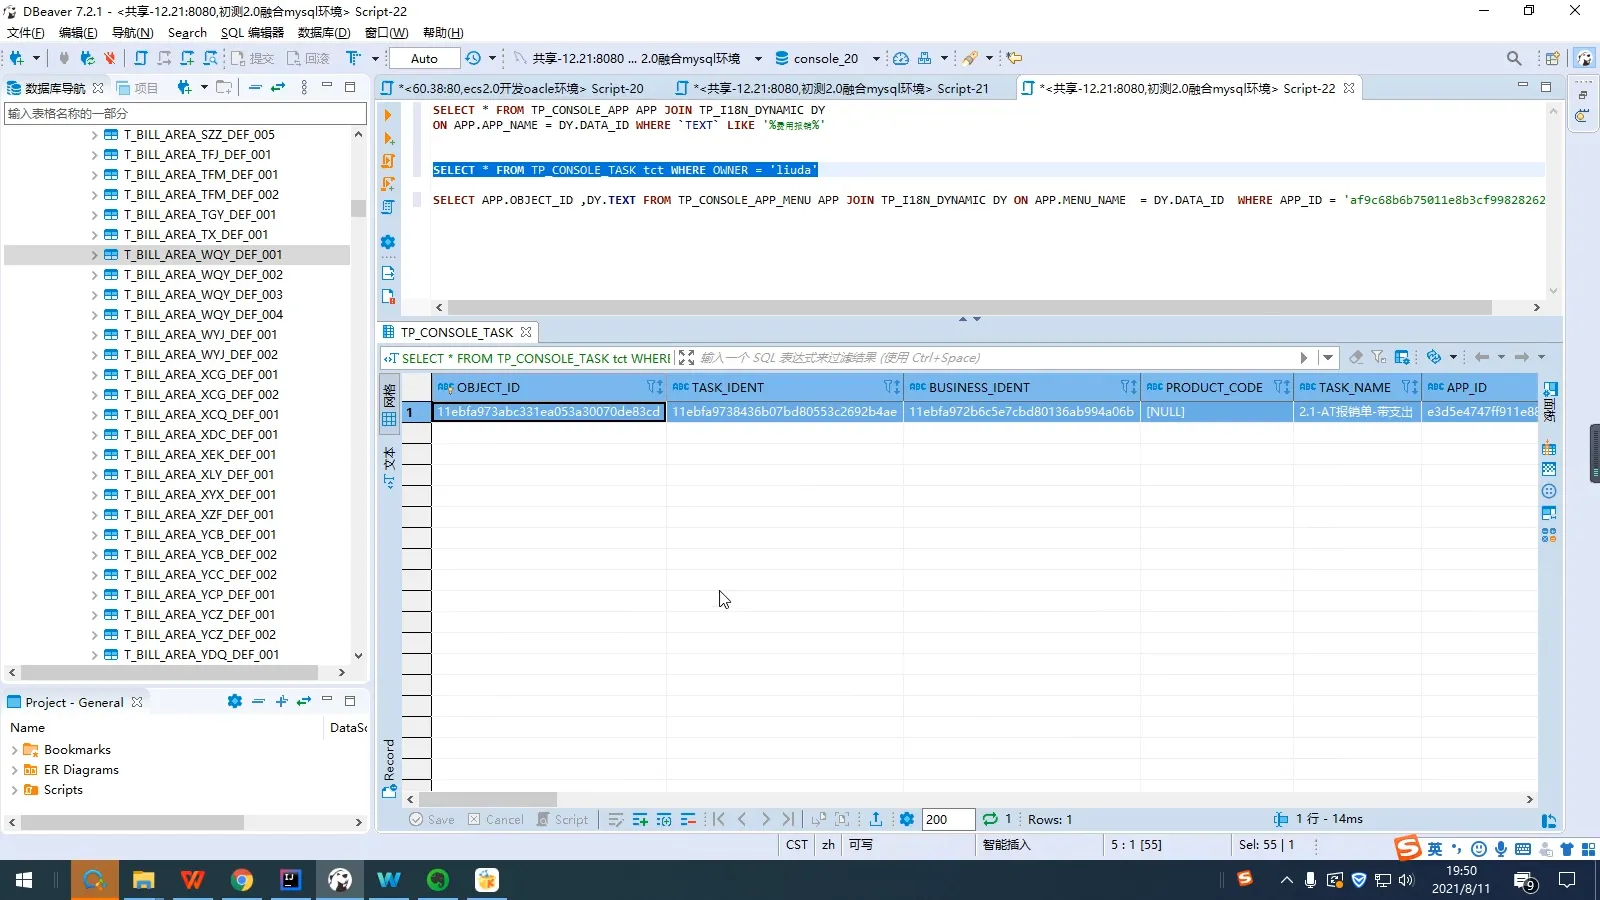 DBeaver 7.2.1 - <共享-12.21:8080,初测2.0融合mysql环境> Script-22
文件(F) 编辑(E) 导航(N) Search SQL 编辑器 数据库(D) 窗口(W) 帮助(H)
提交 回滚 Auto 共享-12.21:8080 ... 2.0融合mysql环境 console_20
数据库导航 项目
*<60.38:80,ecs2.0开发oacle环境> Script-20
*<共享-12.21:8080,初测2.0融合mysql环境> Script-21
*<共享-12.21:8080,初测2.0融合mysql环境> Script-22
输入表格名称的一部分
T_BILL_AREA_SZZ_DEF_005
T_BILL_AREA_TFJ_DEF_001
T_BILL_AREA_TFM_DEF_001
T_BILL_AREA_TFM_DEF_002
T_BILL_AREA_TGY_DEF_001
T_BILL_AREA_TX_DEF_001
T_BILL_AREA_WQY_DEF_001
T_BILL_AREA_WQY_DEF_002
T_BILL_AREA_WQY_DEF_003
T_BILL_AREA_WQY_DEF_004
T_BILL_AREA_WYJ_DEF_001
T_BILL_AREA_WYJ_DEF_002
T_BILL_AREA_XCG_DEF_001
T_BILL_AREA_XCG_DEF_002
T_BILL_AREA_XCQ_DEF_001
T_BILL_AREA_XDC_DEF_001
T_BILL_AREA_XEK_DEF_001
T_BILL_AREA_XLY_DEF_001
T_BILL_AREA_XYX_DEF_001
T_BILL_AREA_XZF_DEF_001
T_BILL_AREA_YCB_DEF_001
T_BILL_AREA_YCB_DEF_002
T_BILL_AREA_YCC_DEF_002
T_BILL_AREA_YCP_DEF_001
T_BILL_AREA_YCZ_DEF_001
T_BILL_AREA_YCZ_DEF_002
T_BILL_AREA_YDQ_DEF_001
Project - General
Name DataSc
Bookmarks
ER Diagrams
Scripts
SELECT * FROM TP_CONSOLE_APP APP JOIN TP_I18N_DYNAMIC DY
ON APP.APP_NAME = DY.DATA_ID WHERE `TEXT` LIKE '%费用报销%'
SELECT * FROM TP_CONSOLE_TASK tct WHERE OWNER = 'liuda'
SELECT APP.OBJECT_ID ,DY.TEXT FROM TP_CONSOLE_APP_MENU APP JOIN TP_I18N_DYNAMIC DY ON APP.MENU_NAME = DY.DATA_ID WHERE APP_ID = 'af9c68b6b75011e8b3cf99828262
TP_CONSOLE_TASK
SELECT * FROM TP_CONSOLE_TASK tct WHERE 输入一个 SQL 表达式来过滤结果 (使用 Ctrl+Space)
网格
文本
Record
面板
OBJECT_ID TASK_IDENT BUSINESS_IDENT PRODUCT_CODE TASK_NAME APP_ID
1 11ebfa973abc331ea053a30070de83cd 11ebfa9738436b07bd80553c2692b4ae 11ebfa972b6c5e7cbd80136ab994a06b [NULL] 2.1-AT报销单-带支出 e3d5e4747ff911e88
Save Cancel Script 200 1 Rows: 1 1 行 - 14ms
CST zh 可写 智能插入 5 : 1 [55] Sel: 55 | 1
英
19:50
2021/8/11
9